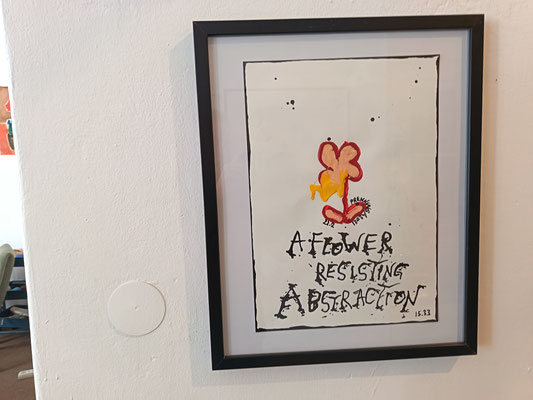 A FLOWER
RESISTING
ABSTRACTION
15.33